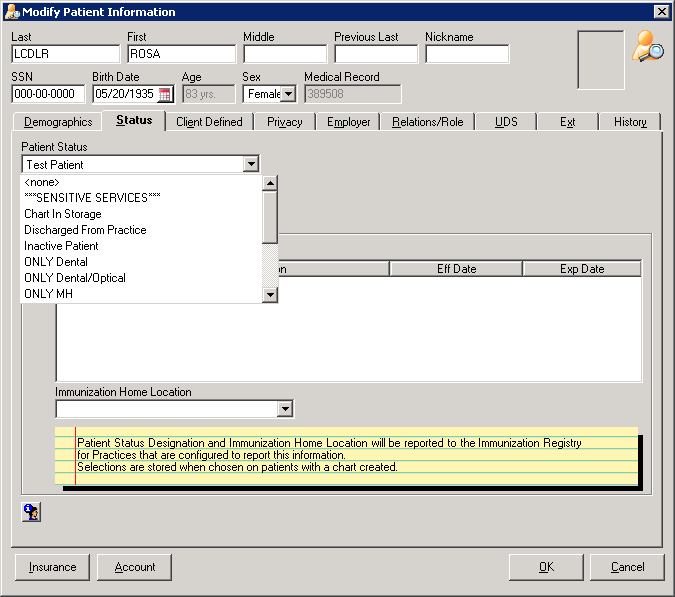 Modify Patient Information
Last First Middle Previous Last Nickname
LCDLR ROSA
SSN Birth Date Age Sex Medical Record
000-00-0000 05/20/1935 83 yrs. Female 389508
Demographics Status Client Defined Privacy Employer Relations/Role UDS Ext History
Patient Status
Test Patient
<none>
***SENSITIVE SERVICES***
Chart In Storage
Discharged From Practice
Inactive Patient
ONLY Dental
ONLY Dental/Optical
ONLY MH
Eff Date Exp Date
Immunization Home Location
Patient Status Designation and Immunization Home Location will be reported to the Immunization Registry
for Practices that are configured to report this information.
Selections are stored when chosen on patients with a chart created.
Insurance Account OK Cancel